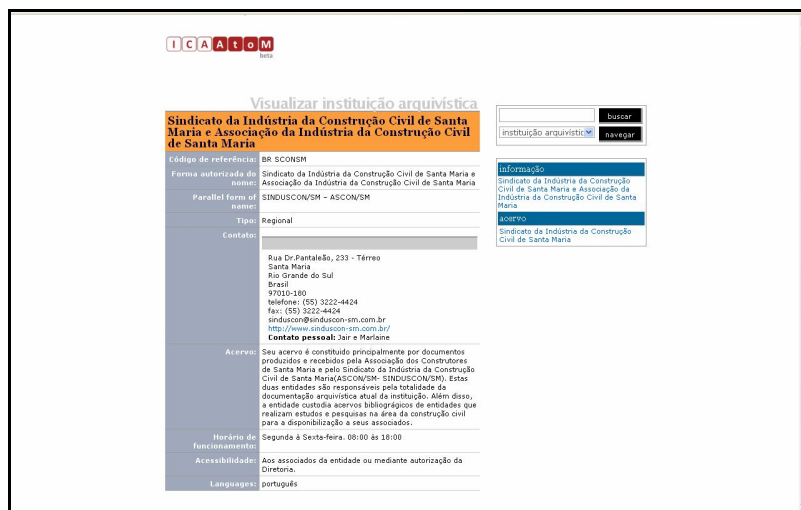 ICAAtoM
beta
Visualizar instituição arquivística
Sindicato da Indústria da Construção Civil de Santa
Maria e Associação da Indústria da Construção Civil
de Santa Maria
Código de referência: BR SCONSM
Forma autorizada do
nome:
Sindicato da Indústria da Construção Civil de Santa Maria e
Associação da Indústria da Construção Civil de Santa Maria
Parallel form of
name:
SINDUSCON/SM - ASCON/SM
Tipo: Regional
Contato:
Rua Dr.Pantaleão, 233 - Térreo
Santa Maria
Rio Grande do Sul
Brasil
97010-180
telefone: (55) 3222-4424
fax: (55) 3222-4424
sinduscon@sinduscon-sm.com.br
http://www.sinduscon-sm.com.br/
Contato pessoal: Jair e Marlaine
Acervo: Seu acervo é constituido principalmente por documentos
produzidos e recebidos pela Associação dos Construtores
de Santa Maria e pelo Sindicato da Indústria da Construção
Civil de Santa Maria(ASCON/SM- SINDUSCON/SM). Estas
duas entidades são responsáveis pela totalidade da
documentação arquivística atual da instituição. Além disso,
a entidade custodia acervos bibliográgicos de entidades que
realizam estudos e pesquisas na área da construção civil
para a disponibilização a seus associados.
Horário de
funcionamento:
Segunda à Sexta-feira. 08:00 ás 18:00
Acessibilidade: Aos associados da entidade ou mediante autorização da
Diretoria.
Languages: português
buscar
instituição arquivístic
navegar
informação
Sindicato da Indústria da Construção
Civil de Santa Maria e Associação da
Indústria da Construção Civil de Santa
Maria
acervo
Sindicato da Indústria da Construção
Civil de Santa Maria